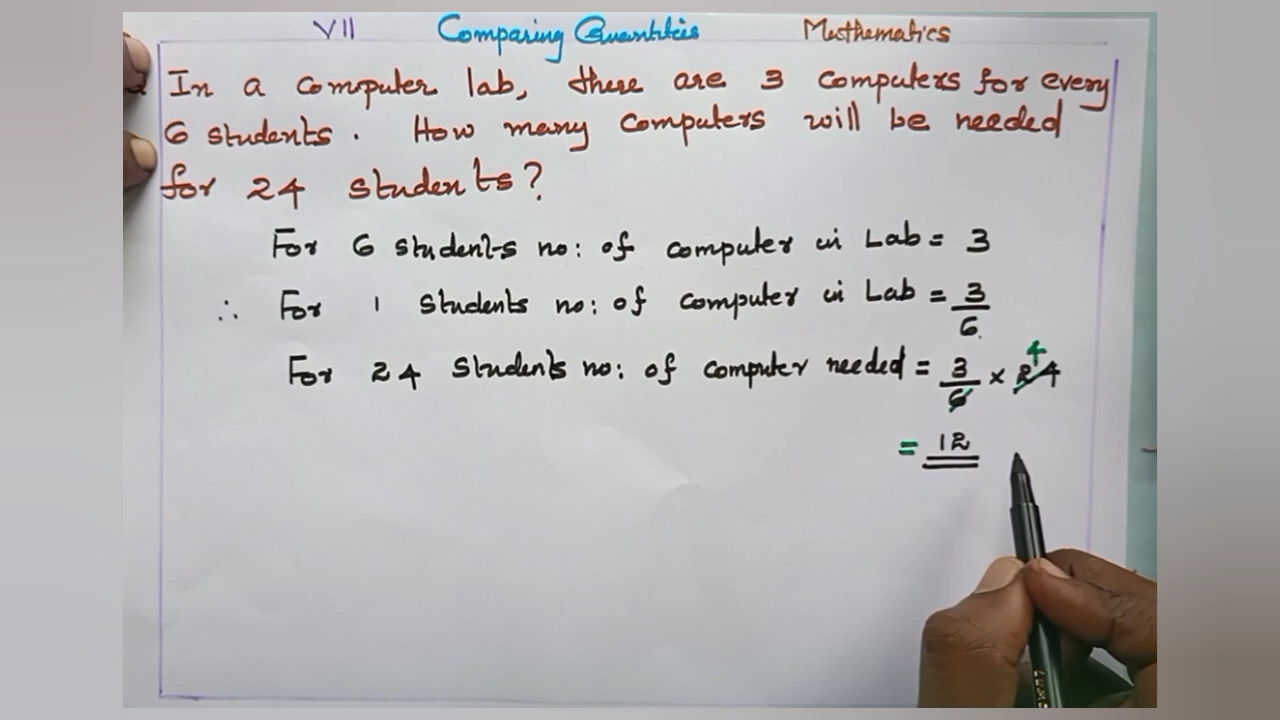 VII Comparing Quantities Mathematics
In a computer lab, there are 3 computers for every
6 students. How many computers will be needed
for 24 students?
For 6 students no: of computer in Lab = 3
∴ For 1 students no: of computer in Lab = 3/6
For 24 students no: of computer needed = 3/6 × 24 4
= 12